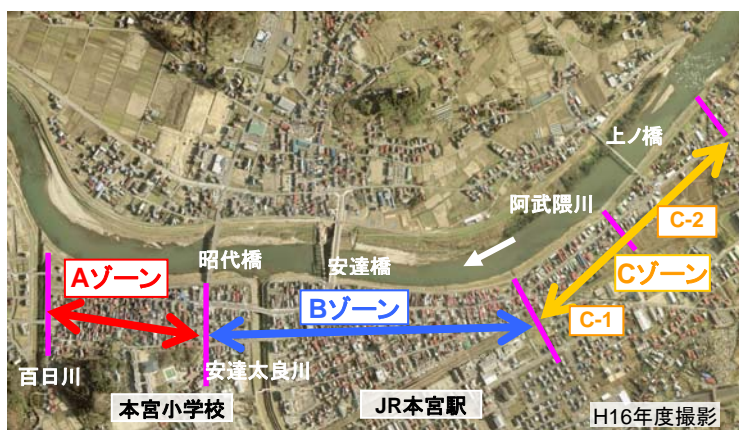 上ノ橋
阿武隈川
C-2
昭代橋
安達橋
Aゾーン
Cゾーン
Bゾーン
C-1
百日川
安達太良川
本宮小学校
JR本宮駅
H16年度撮影